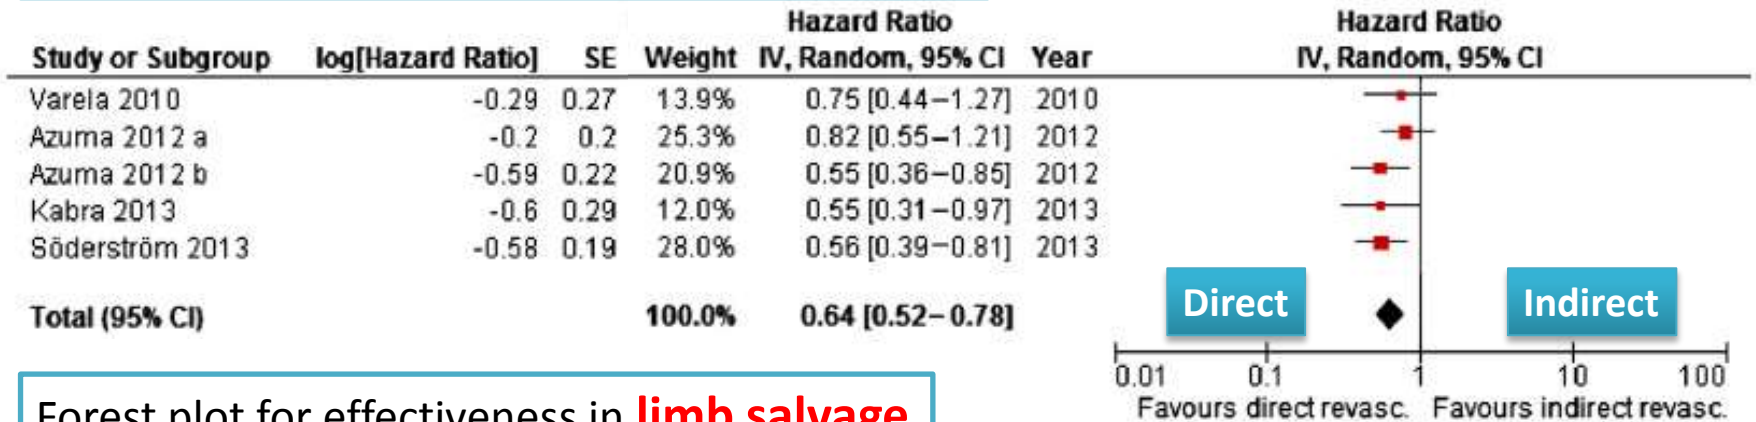 Hazard Ratio Hazard Ratio
Study or Subgroup log[Hazard Ratio] SE Weight IV, Random, 95% CI Year IV, Random, 95% CI
Varela 2010 -0.29 0.27 13.9% 0.75 [0.44–1.27] 2010
Azuma 2012 a -0.2 0.2 25.3% 0.82 [0.55–1.21] 2012
Azuma 2012 b -0.59 0.22 20.9% 0.55 [0.36–0.85] 2012
Kabra 2013 -0.6 0.29 12.0% 0.55 [0.31–0.97] 2013
Söderström 2013 -0.58 0.19 28.0% 0.56 [0.39–0.81] 2013
Direct Indirect
Total (95% CI) 100.0% 0.64 [0.52–0.78]
0.01 0.1 1 10 100
Favours direct revasc. Favours indirect revasc.
Forest plot for effectiveness in limb salvage